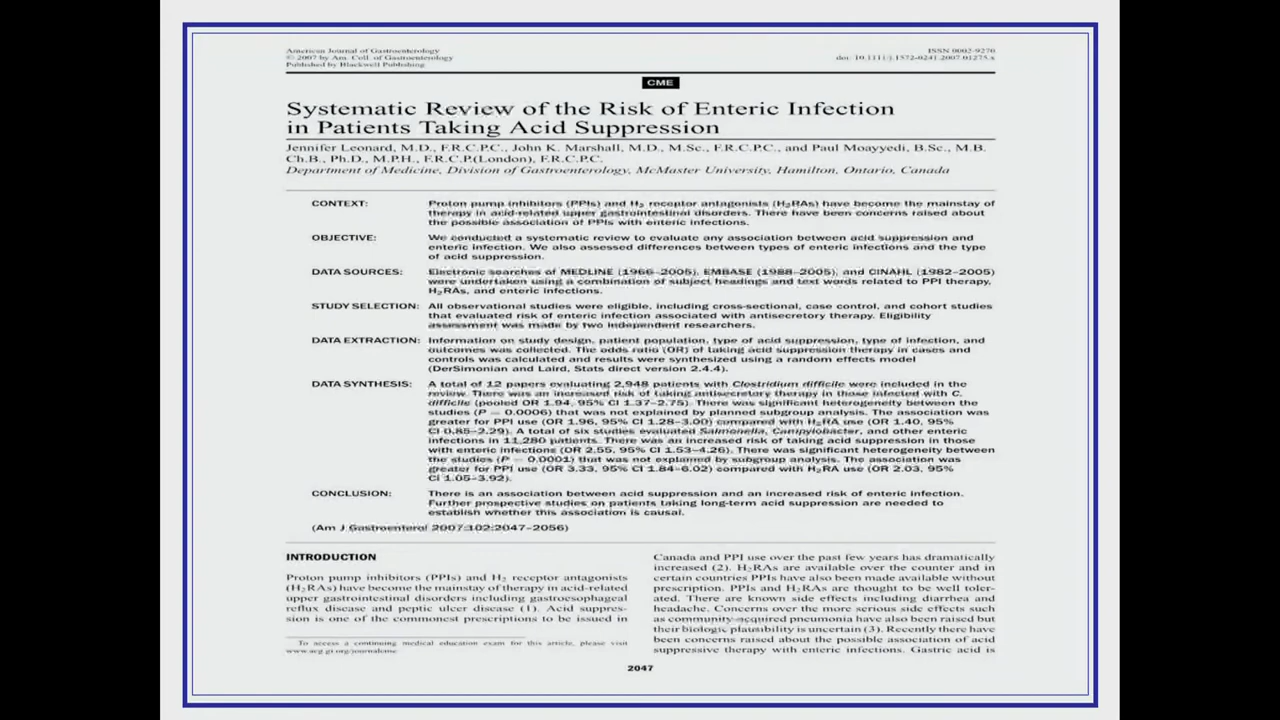 American Journal of Gastroenterology
© 2007 by Am. Coll. of Gastroenterology
Published by Blackwell Publishing
ISSN 0002-9270
doi: 10.1111/j.1572-0241.2007.01275.x
CME
Systematic Review of the Risk of Enteric Infection
in Patients Taking Acid Suppression
Jennifer Leonard, M.D., F.R.C.P.C., John K. Marshall, M.D., M.Sc., F.R.C.P.C., and Paul Moayyedi, B.Sc., M.B.
Ch.B., Ph.D., M.P.H., F.R.C.P.(London), F.R.C.P.C.
Department of Medicine, Division of Gastroenterology, McMaster University, Hamilton, Ontario, Canada
CONTEXT: Proton pump inhibitors (PPIs) and H2 receptor antagonists (H2RAs) have become the mainstay of
therapy in acid-related upper gastrointestinal disorders. There have been concerns raised about
the possible association of PPIs with enteric infections.
OBJECTIVE: We conducted a systematic review to evaluate any association between acid suppression and
enteric infection. We also assessed differences between types of enteric infections and the type
of acid suppression.
DATA SOURCES: Electronic searches of MEDLINE (1966–2005), EMBASE (1988–2005), and CINAHL (1982–2005)
were undertaken using a combination of subject headings and text words related to PPI therapy,
H2RAs, and enteric infections.
STUDY SELECTION: All observational studies were eligible, including cross-sectional, case control, and cohort studies
that evaluated risk of enteric infection associated with antisecretory therapy. Eligibility
assessment was made by two independent researchers.
DATA EXTRACTION: Information on study design, patient population, type of acid suppression, type of infection, and
outcomes was collected. The odds ratio (OR) of taking acid suppression therapy in cases and
controls was calculated and results were synthesized using a random effects model
(DerSimonian and Laird, Stats direct version 2.4.4).
DATA SYNTHESIS: A total of 12 papers evaluating 2,948 patients with Clostridium difficile were included in the
review. There was an increased risk of taking antisecretory therapy in those infected with C.
difficile (pooled OR 1.94, 95% CI 1.37–2.75). There was significant heterogeneity between the
studies (P = 0.0006) that was not explained by planned subgroup analysis. The association was
greater for PPI use (OR 1.96, 95% CI 1.28–3.00) compared with H2RA use (OR 1.40, 95%
CI 0.85–2.29). A total of six studies evaluated Salmonella, Campylobacter, and other enteric
infections in 11,280 patients. There was an increased risk of taking acid suppression in those
with enteric infections (OR 2.55, 95% CI 1.53–4.26). There was significant heterogeneity between
the studies (P = 0.0001) that was not explained by subgroup analysis. The association was
greater for PPI use (OR 3.33, 95% CI 1.84–6.02) compared with H2RA use (OR 2.03, 95%
CI 1.05–3.92).
CONCLUSION: There is an association between acid suppression and an increased risk of enteric infection.
Further prospective studies on patients taking long-term acid suppression are needed to
establish whether this association is causal.
(Am J Gastroenterol 2007;102:2047–2056)
INTRODUCTION
Proton pump inhibitors (PPIs) and H2 receptor antagonists
(H2RAs) have become the mainstay of therapy in acid-related
upper gastrointestinal disorders including gastroesophageal
reflux disease and peptic ulcer disease (1). Acid suppres-
sion is one of the commonest prescriptions to be issued in
To access a continuing medical education exam for this article, please visit
www.acg.gi.org/journalcme
Canada and PPI use over the past few years has dramatically
increased (2). H2RAs are available over the counter and in
certain countries PPIs have also been made available without
prescription. PPIs and H2RAs are thought to be well toler-
ated. There are known side effects including diarrhea and
headache. Concerns over the more serious side effects such
as community-acquired pneumonia have also been raised but
their biologic plausibility is uncertain (3). Recently there have
been concerns raised about the possible association of acid
suppressive therapy with enteric infections. Gastric acid is
2047